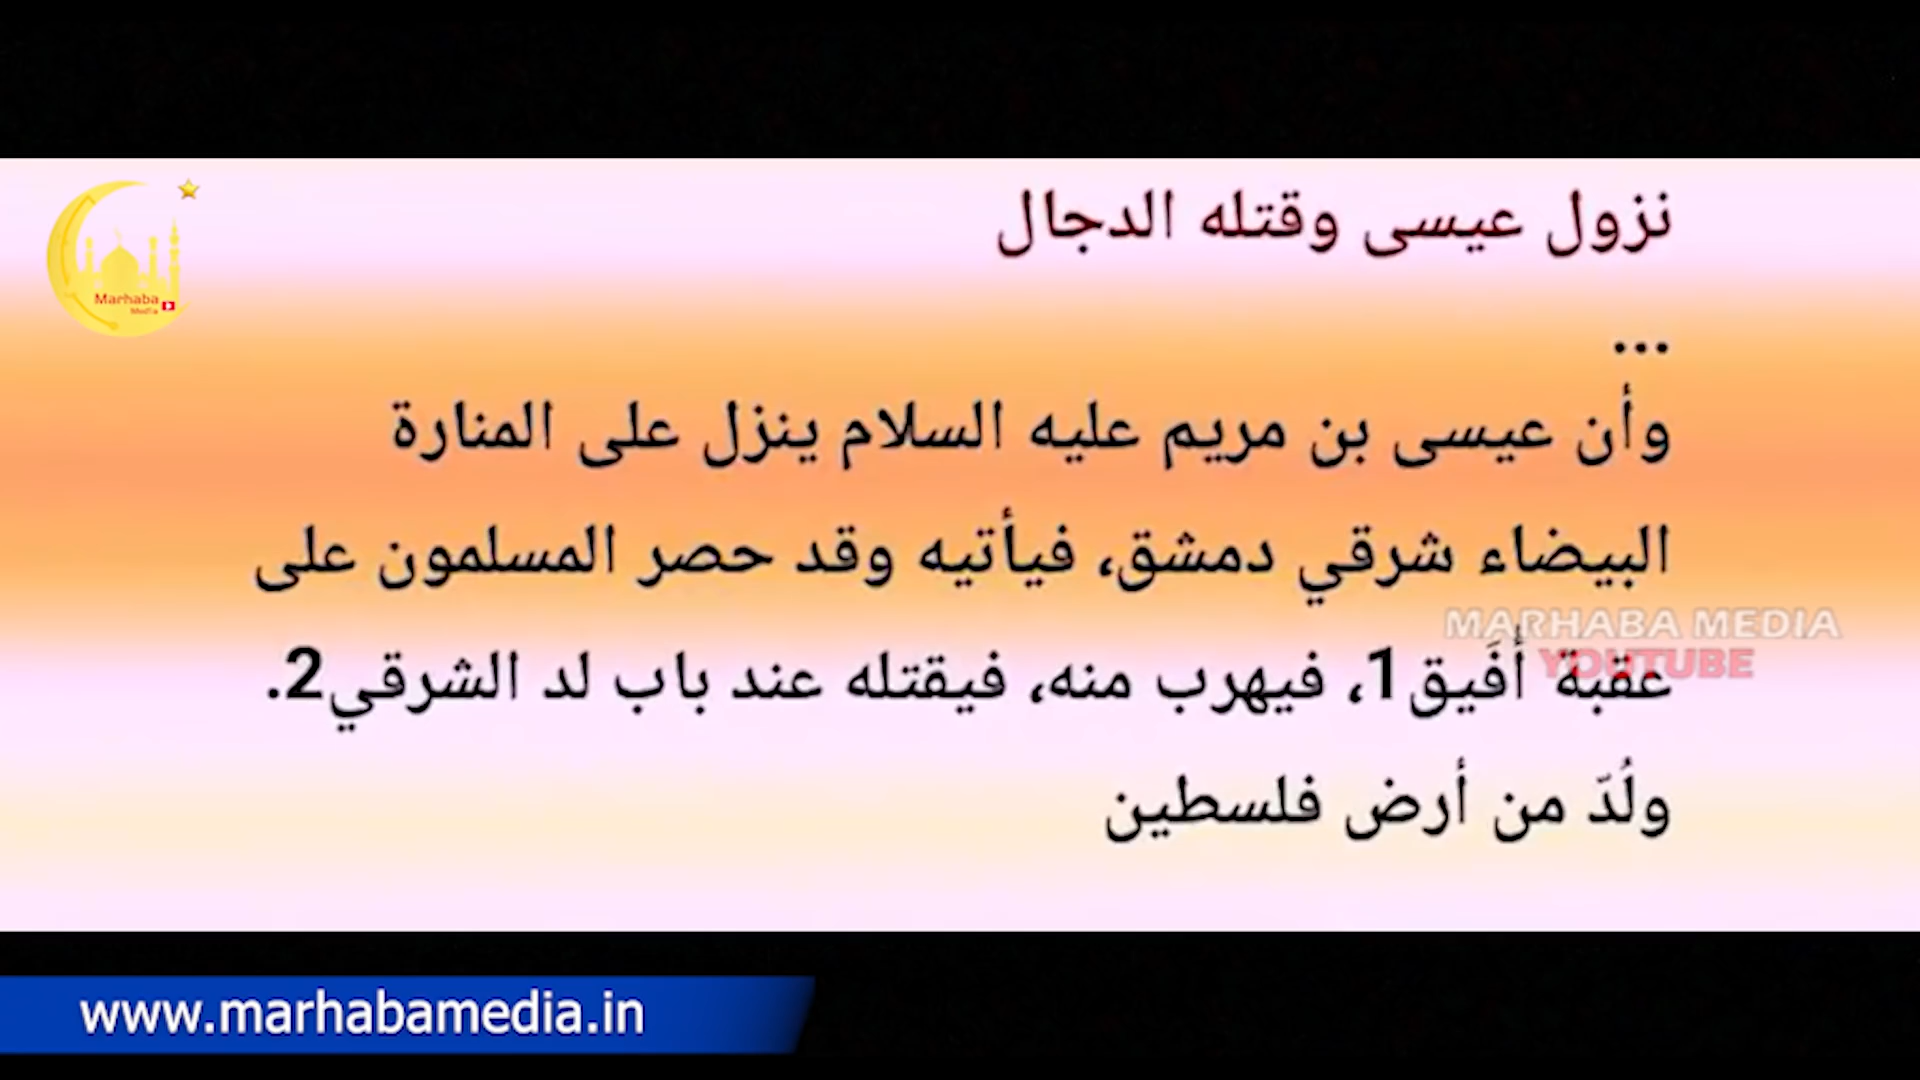 نزول عيسى وقتله الدجال
...
وأن عيسى بن مريم عليه السلام ينزل على المنارة
البيضاء شرقي دمشق، فيأتيه وقد حصر المسلمون على
عقبة أَفَيق1، فيهرب منه، فيقتله عند باب لد الشرقي2.
ولُدّ من أرض فلسطين
Marhaba
Media
MARHABA MEDIA
YOUTUBE
www.marhabamedia.in